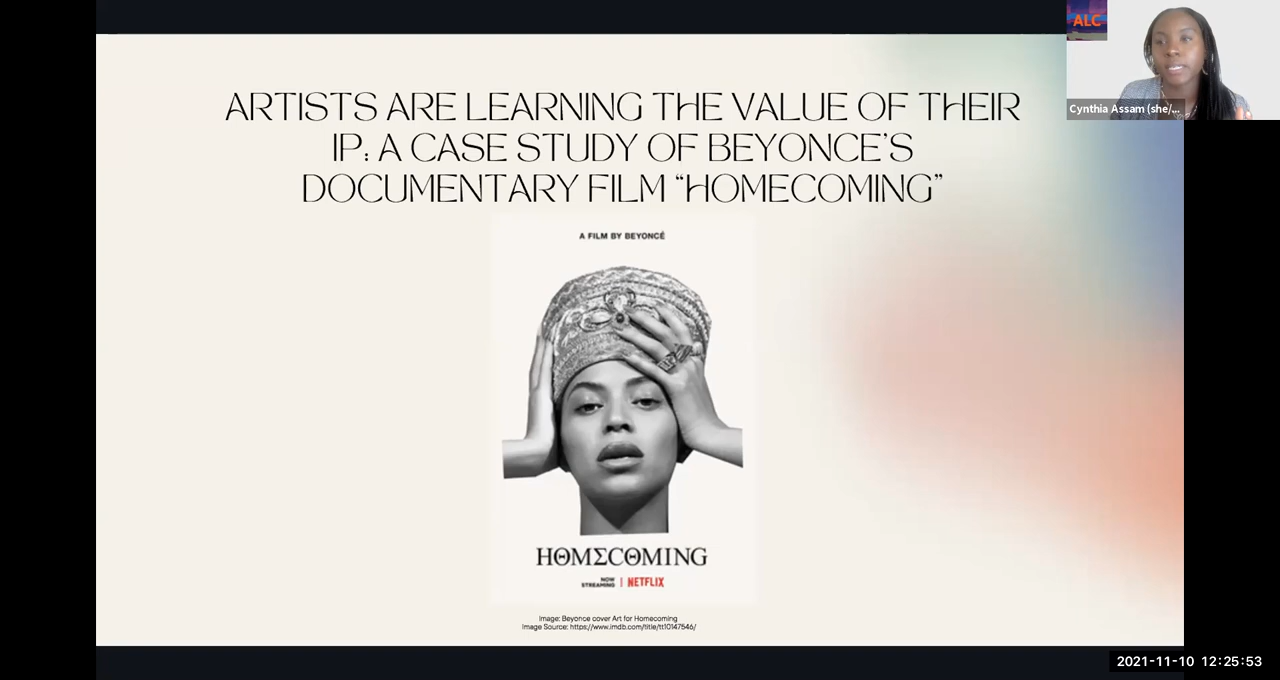 ALC
Cynthia Assam (she/...
ARTISTS ARE LEARNING THE VALUE OF THEIR
IP: A CASE STUDY OF BEYONCE'S
DOCUMENTARY FILM “HOMECOMING”
A FILM BY BEYONCÉ
HΘMΣCΘMING
NOW
STREAMING | NETFLIX
Image: Beyonce cover Art for Homecoming
Image Source: https://www.imdb.com/title/tt10147546/
2021-11-10 12:25:53